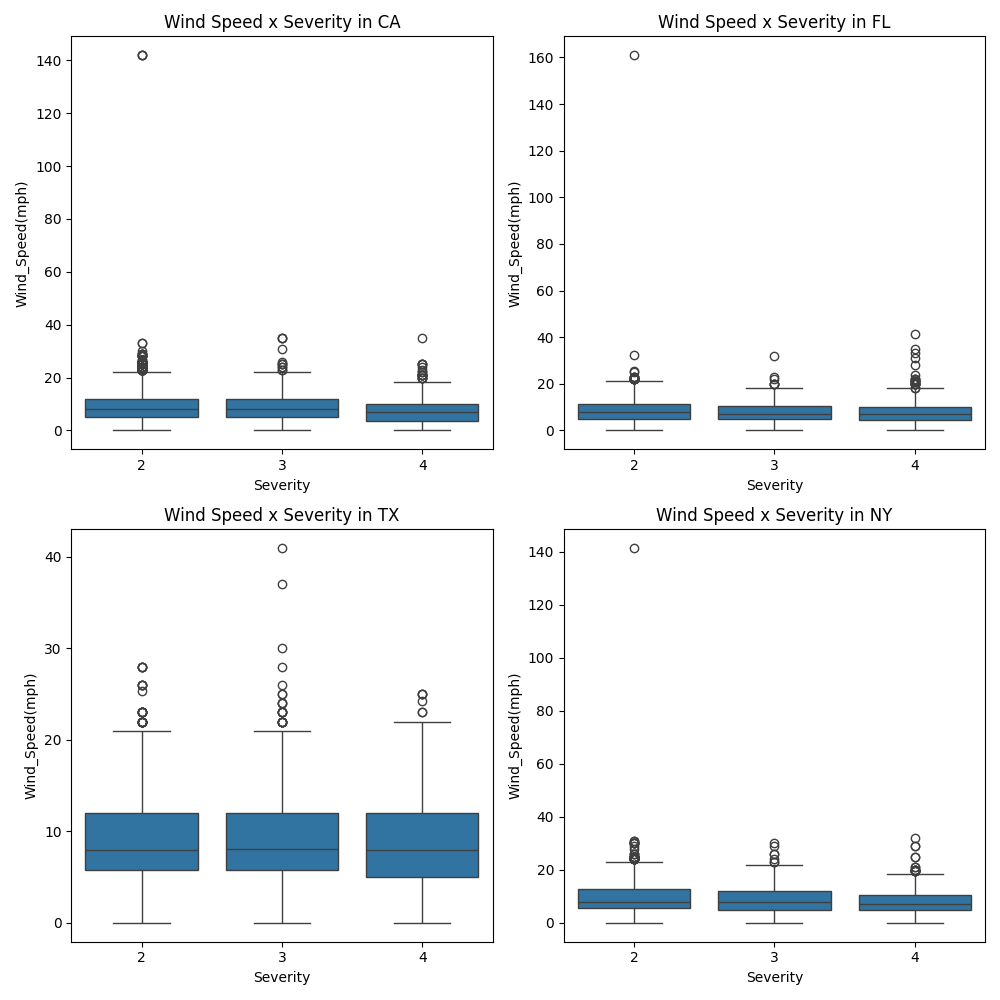 Wind Speed x Severity in CA
Wind_Speed(mph)
140
120
100
80
60
40
20
0
2 3 4
Severity
Wind Speed x Severity in FL
Wind_Speed(mph)
160
140
120
100
80
60
40
20
0
2 3 4
Severity
Wind Speed x Severity in TX
Wind_Speed(mph)
40
30
20
10
0
2 3 4
Severity
Wind Speed x Severity in NY
Wind_Speed(mph)
140
120
100
80
60
40
20
0
2 3 4
Severity